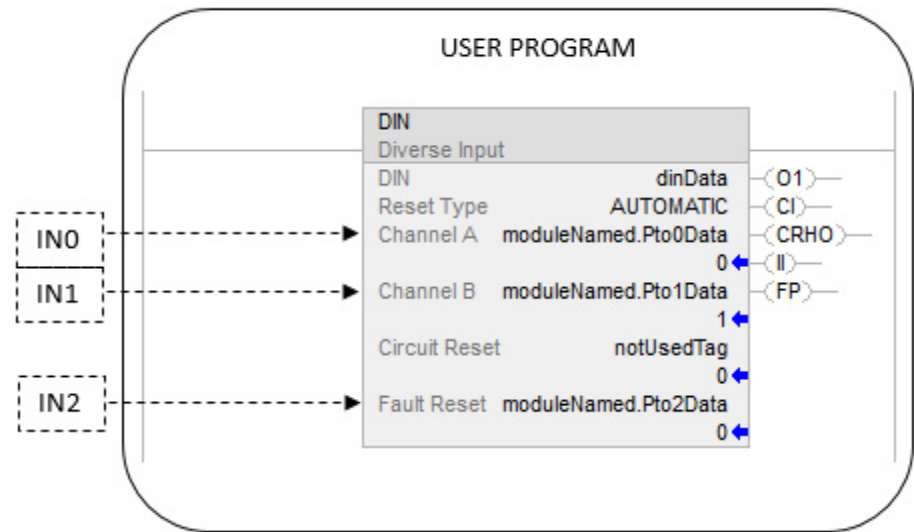 USER PROGRAM
DIN
Diverse Input
DIN dinData (O1)
Reset Type AUTOMATIC (CI)
IN0 Channel A moduleNamed.Pto0Data (CRHO)
0 (II)
IN1 Channel B moduleNamed.Pto1Data (FP)
1
Circuit Reset notUsedTag
0
IN2 Fault Reset moduleNamed.Pto2Data
0